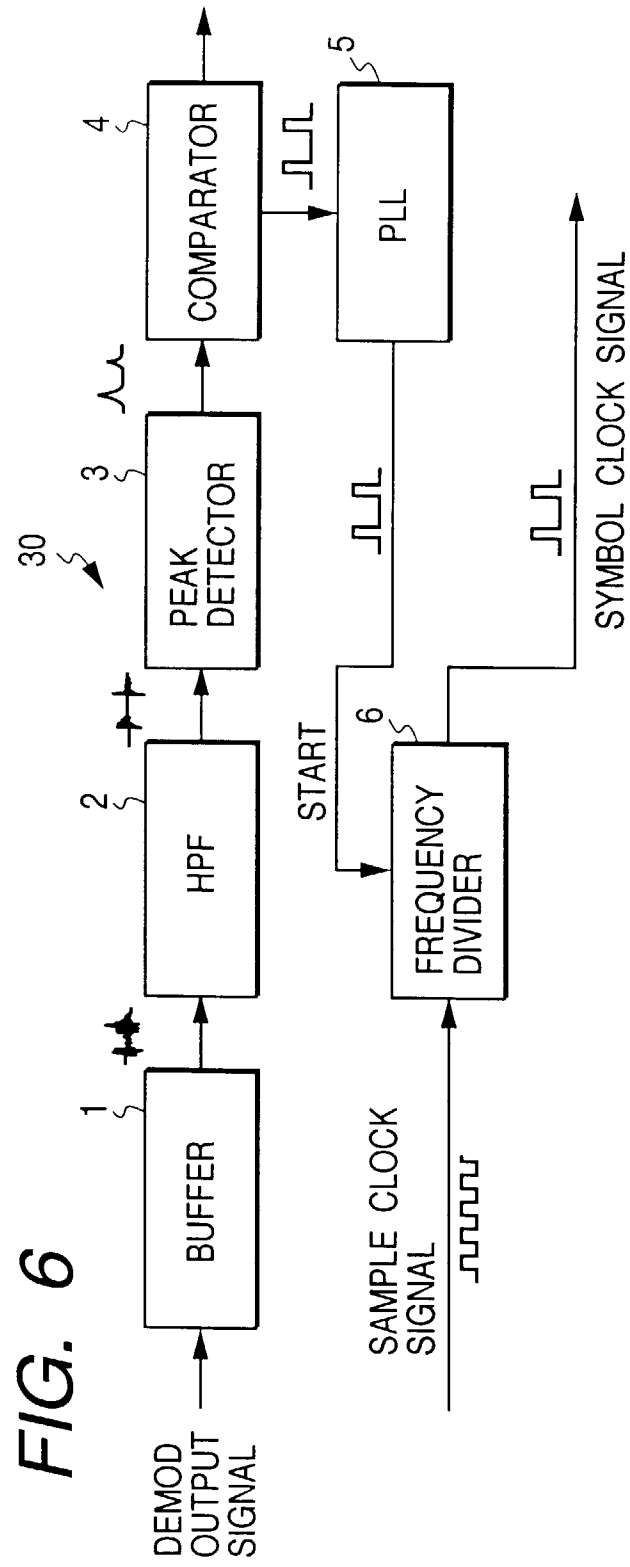 FIG. 6
30
DEMOD
OUTPUT
SIGNAL
1
BUFFER
2
HPF
3
PEAK
DETECTOR
4
COMPARATOR
5
PLL
START
6
FREQUENCY
DIVIDER
SAMPLE CLOCK
SIGNAL
SYMBOL CLOCK SIGNAL